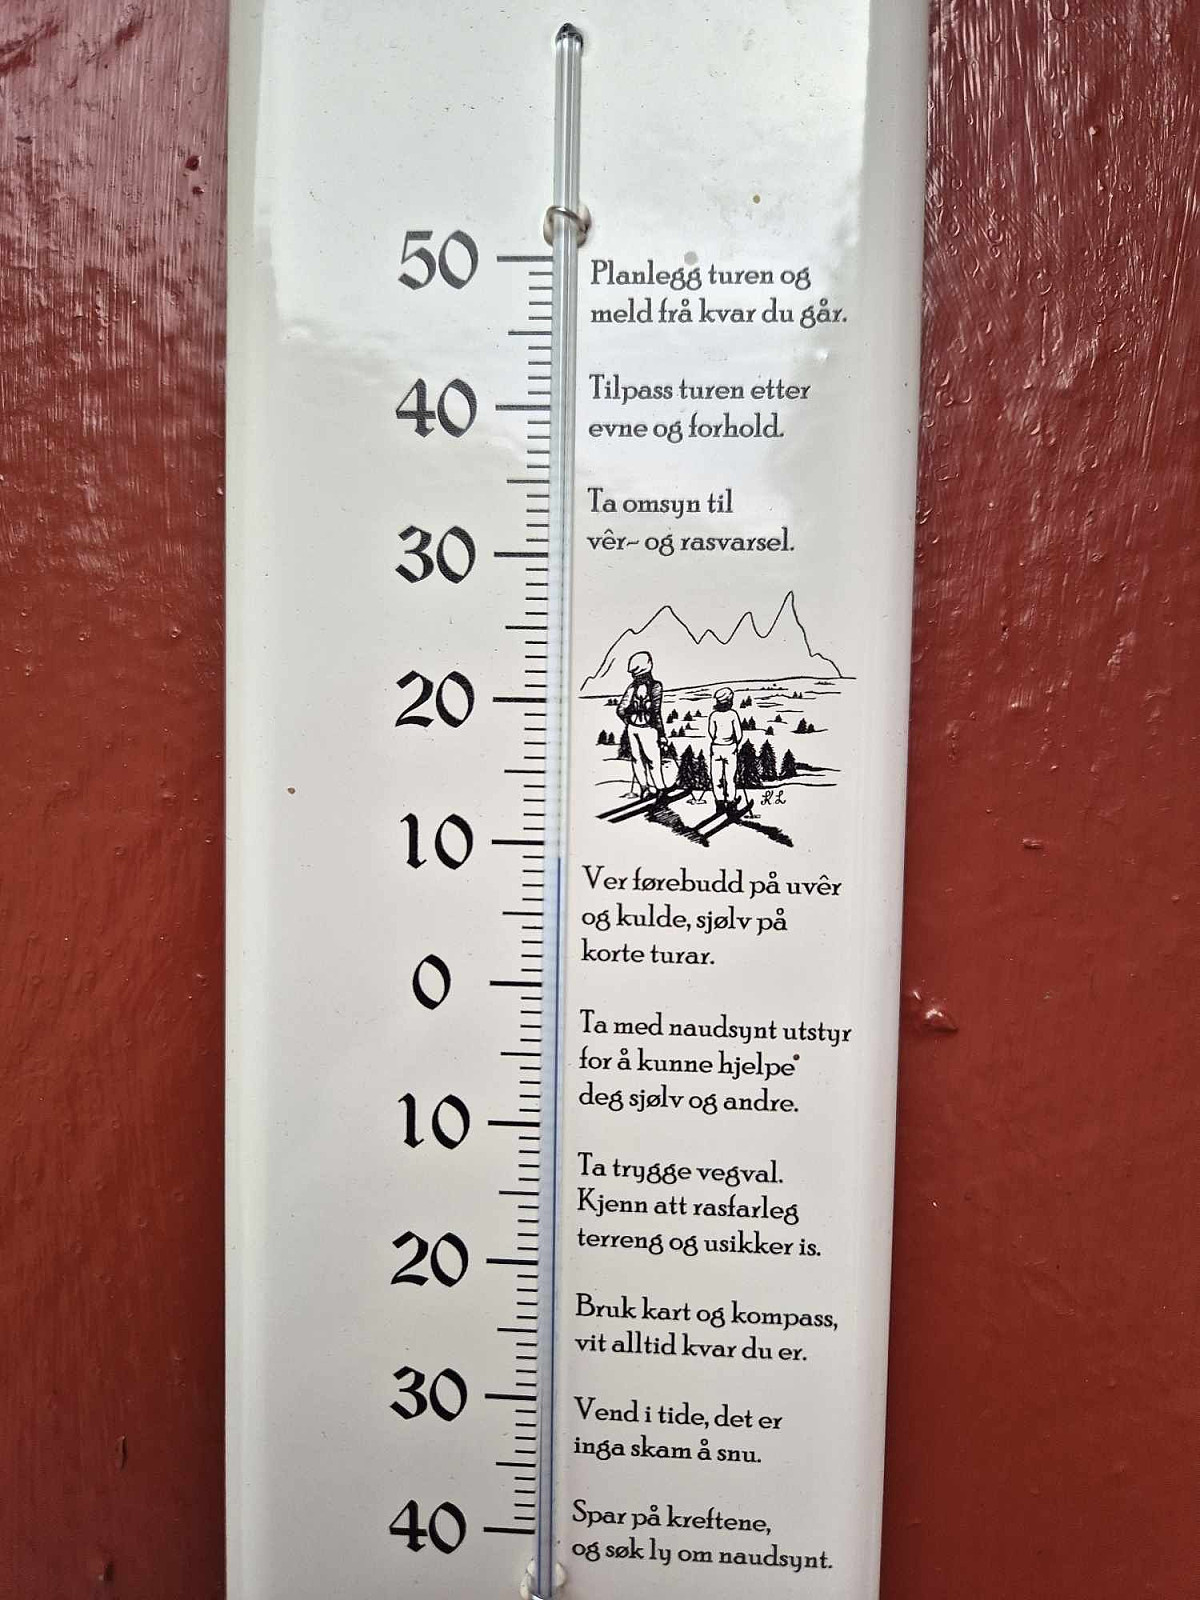 50
40
30
20
10
0
10
20
30
40
Planlegg turen og
meld frå kvar du går.
Tilpass turen etter
evne og forhold.
Ta omsyn til
vêr- og rasvarsel.
KL
Ver førebudd på uvêr
og kulde, sjølv på
korte turar.
Ta med naudsynt utstyr
for å kunne hjelpe
deg sjølv og andre.
Ta trygge vegval.
Kjenn att rasfarleg
terreng og usikker is.
Bruk kart og kompass,
vit alltid kvar du er.
Vend i tide, det er
inga skam å snu.
Spar på kreftene,
og søk ly om naudsynt.